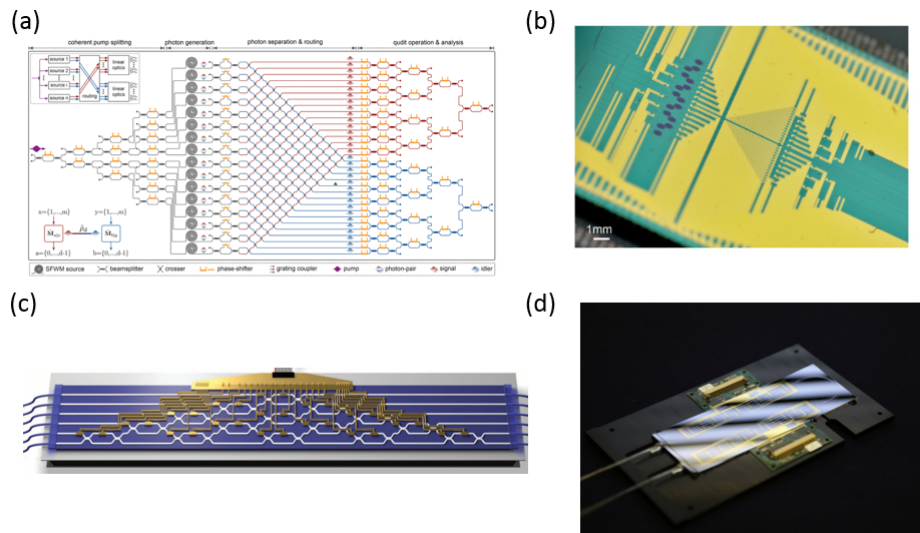 (a)
coherent pump splitting photon generation photon separation & routing qudit operation & analysis
source 1
source 2
source i
source n
routing
linear optics
linear optics
x={1,...,m} y={1,...,m}
a={0,...,d-1} b={0,...,d-1}
SFWM source beamsplitter crosser phase-shifter grating coupler pump photon-pair signal idler
(b)
1mm
(c)
(d)